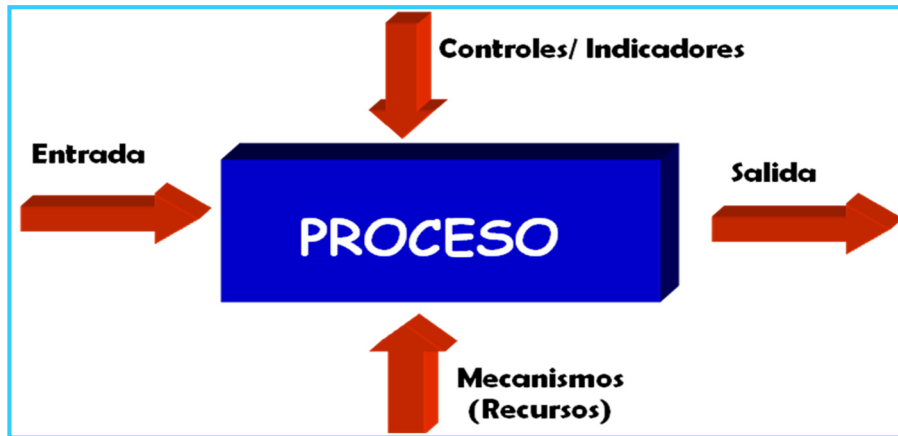 Controles/ Indicadores
Entrada
Salida
PROCESO
Mecanismos
(Recursos)